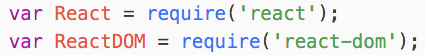 var React = require('react');
var ReactDOM = require('react-dom');